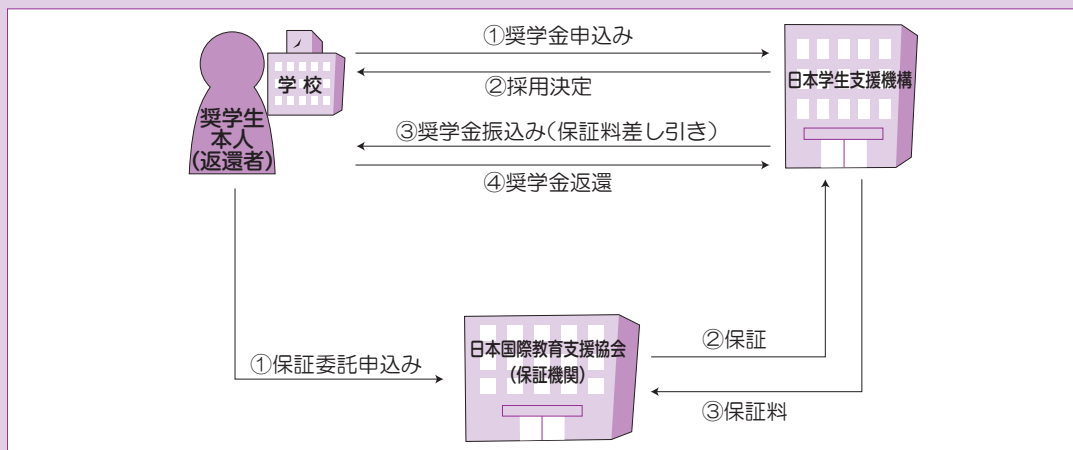 ①奨学金申込み
学 校
日本学生支援機構
②採用決定
奨学生
本人
(返還者)
③奨学金振込み(保証料差し引き)
④奨学金返還
日本国際教育支援協会
(保証機関)
①保証委託申込み
②保証
③保証料